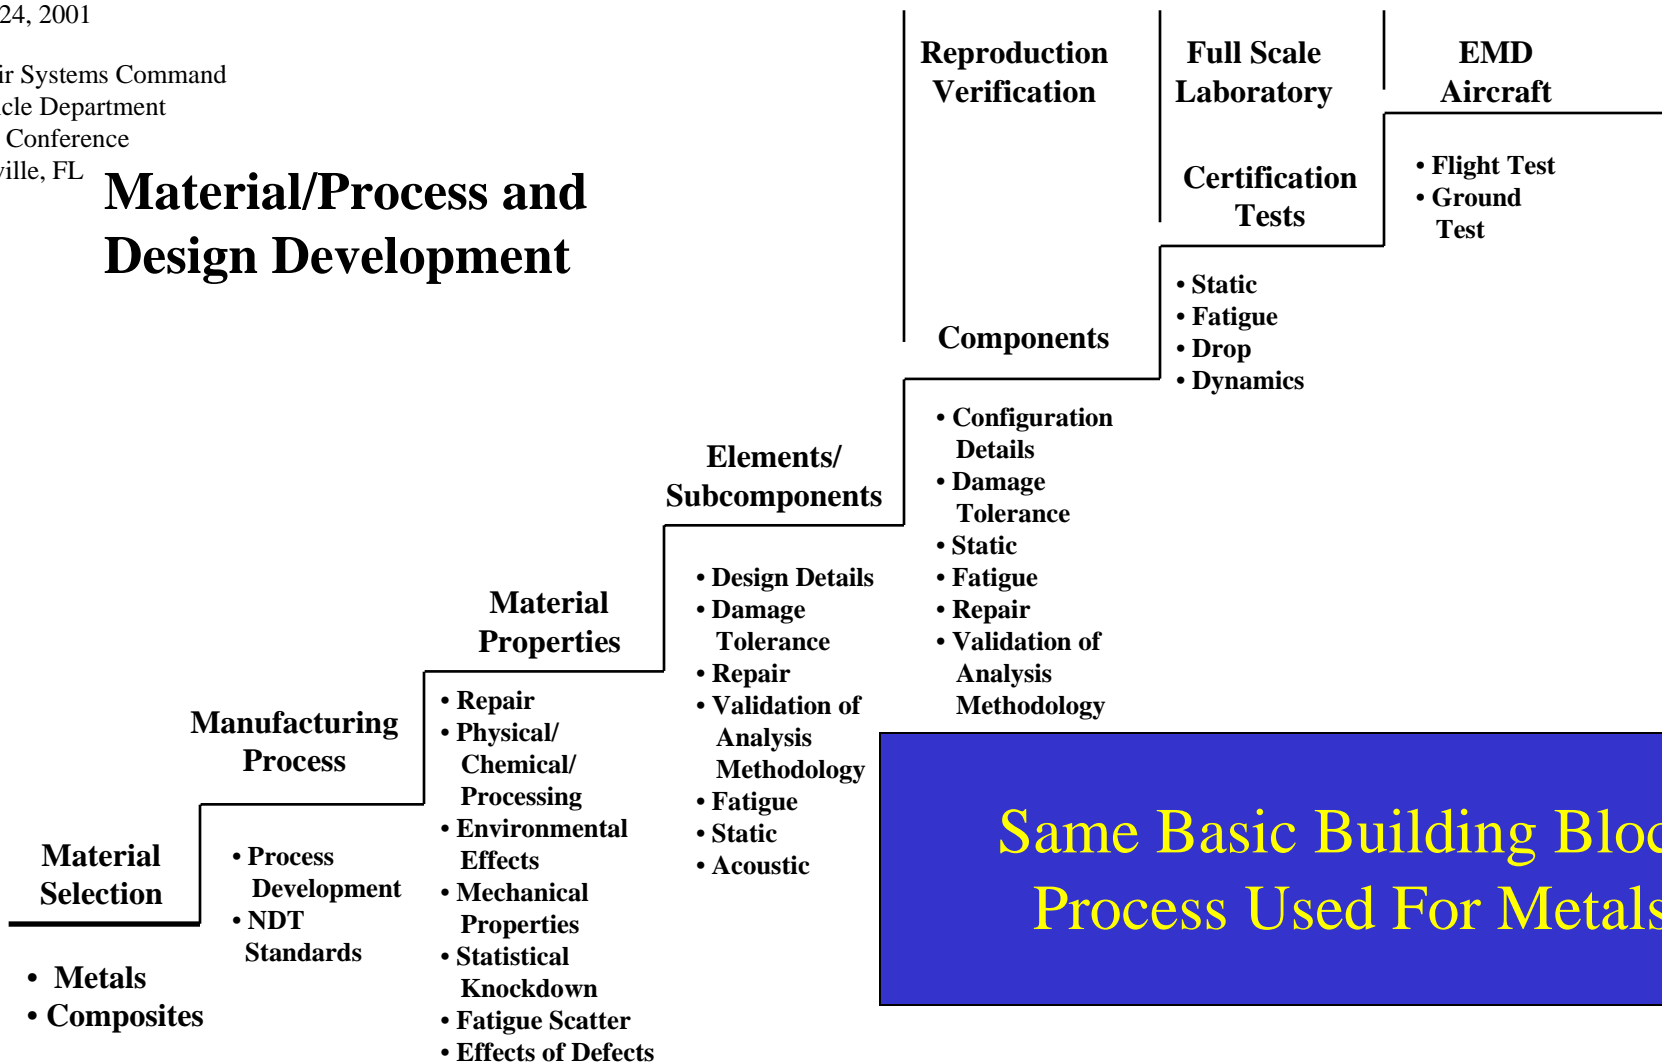 24, 2001
ir Systems Command
cle Department
Conference
ville, FL
Material/Process and
Design Development
Reproduction
Verification
Full Scale
Laboratory
EMD
Aircraft
Certification
Tests
• Flight Test
• Ground
Test
• Static
• Fatigue
• Drop
• Dynamics
Components
• Configuration
Details
• Damage
Tolerance
• Static
• Fatigue
• Repair
• Validation of
Analysis
Methodology
Elements/
Subcomponents
• Design Details
• Damage
Tolerance
• Repair
• Validation of
Analysis
Methodology
• Fatigue
• Static
• Acoustic
Material
Properties
• Repair
• Physical/
Chemical/
Processing
• Environmental
Effects
• Mechanical
Properties
• Statistical
Knockdown
• Fatigue Scatter
• Effects of Defects
Manufacturing
Process
• Process
Development
• NDT
Standards
Material
Selection
• Metals
• Composites
Same Basic Building Bloc
Process Used For Metals